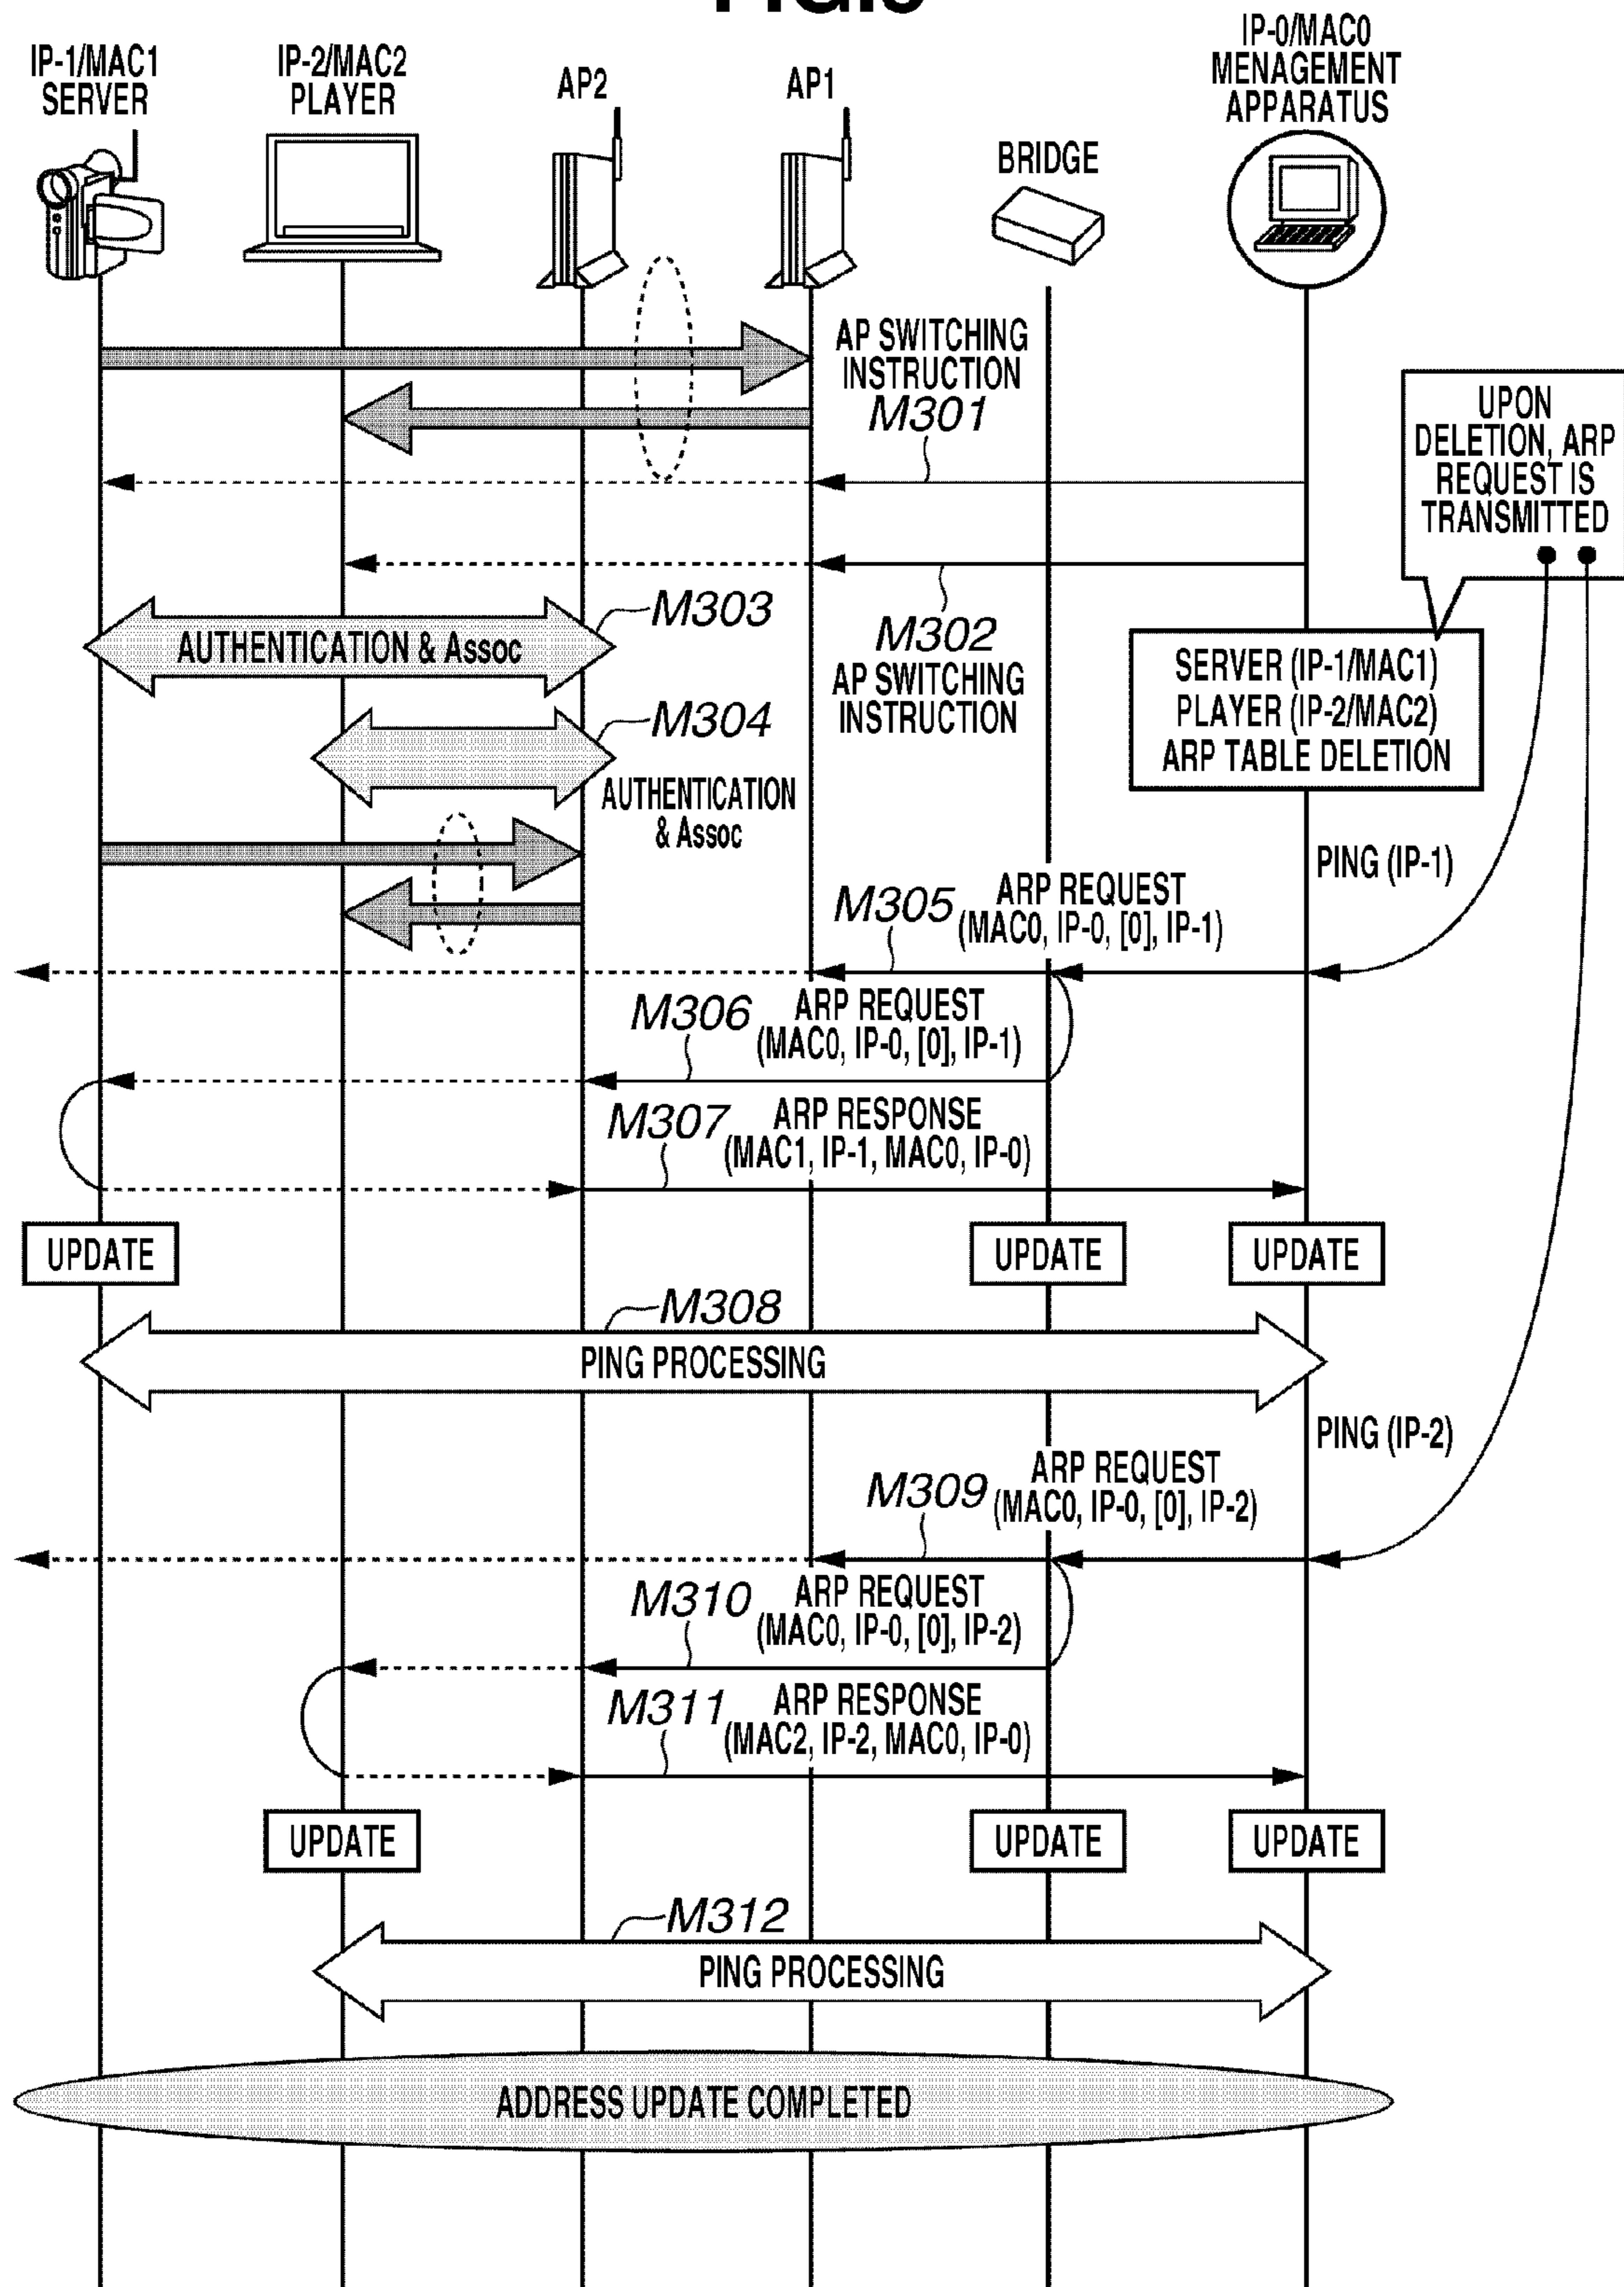 IP-1/MAC1
SERVER
IP-2/MAC2
PLAYER
AP2
AP1
BRIDGE
IP-0/MAC0
MENAGEMENT
APPARATUS
AP SWITCHING
INSTRUCTION
M301
UPON
DELETION, ARP
REQUEST IS
TRANSMITTED
M303
AUTHENTICATION & Assoc
M302
AP SWITCHING
INSTRUCTION
SERVER (IP-1/MAC1)
PLAYER (IP-2/MAC2)
ARP TABLE DELETION
M304
AUTHENTICATION
& Assoc
PING (IP-1)
M305
ARP REQUEST
(MAC0, IP-0, [0], IP-1)
M306
ARP REQUEST
(MAC0, IP-0, [0], IP-1)
M307
ARP RESPONSE
(MAC1, IP-1, MAC0, IP-0)
UPDATE
UPDATE
UPDATE
M308
PING PROCESSING
PING (IP-2)
M309
ARP REQUEST
(MAC0, IP-0, [0], IP-2)
M310
ARP REQUEST
(MAC0, IP-0, [0], IP-2)
M311
ARP RESPONSE
(MAC2, IP-2, MAC0, IP-0)
UPDATE
UPDATE
UPDATE
M312
PING PROCESSING
ADDRESS UPDATE COMPLETED